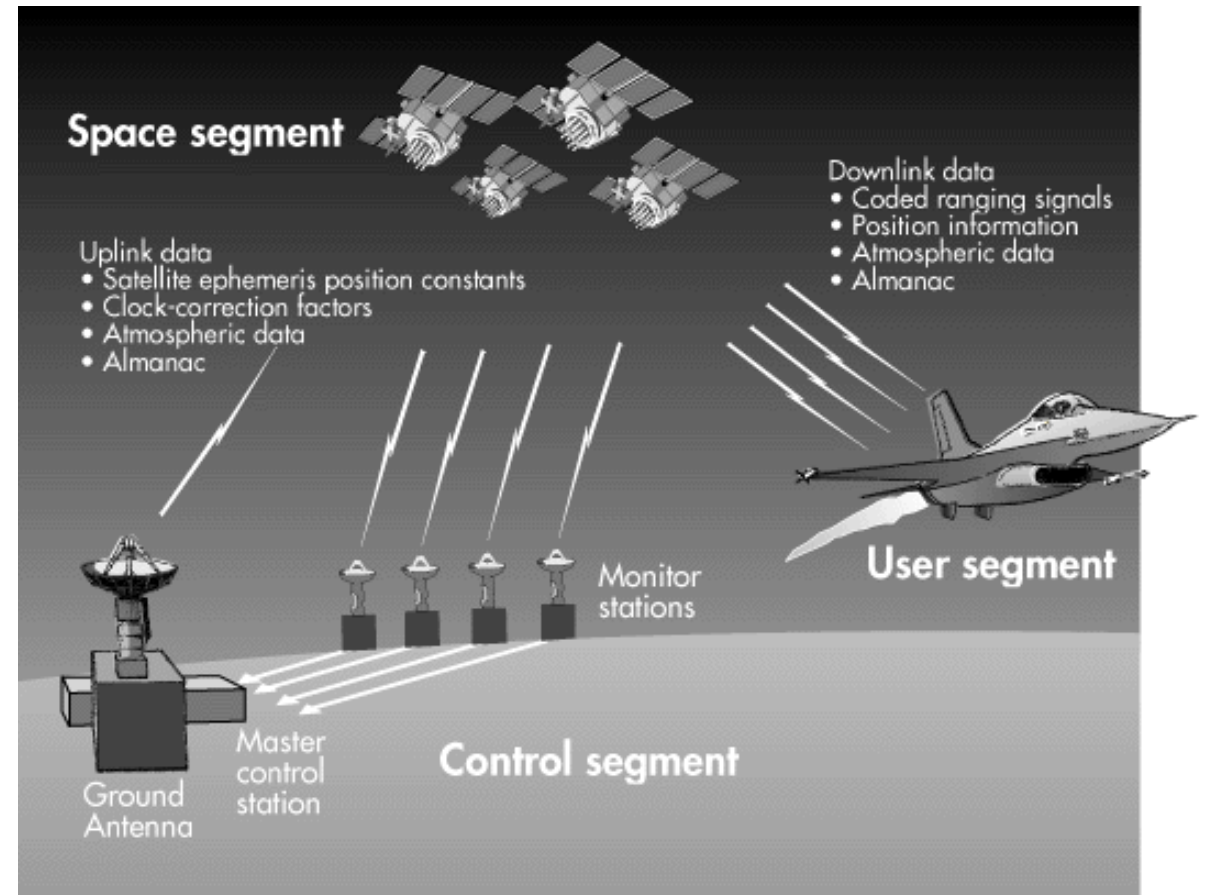 Space segment
Downlink data
• Coded ranging signals
• Position information
• Atmospheric data
• Almanac
Uplink data
• Satellite ephemeris position constants
• Clock-correction factors
• Atmospheric data
• Almanac
User segment
Monitor
stations
Master
control
station
Control segment
Ground
Antenna